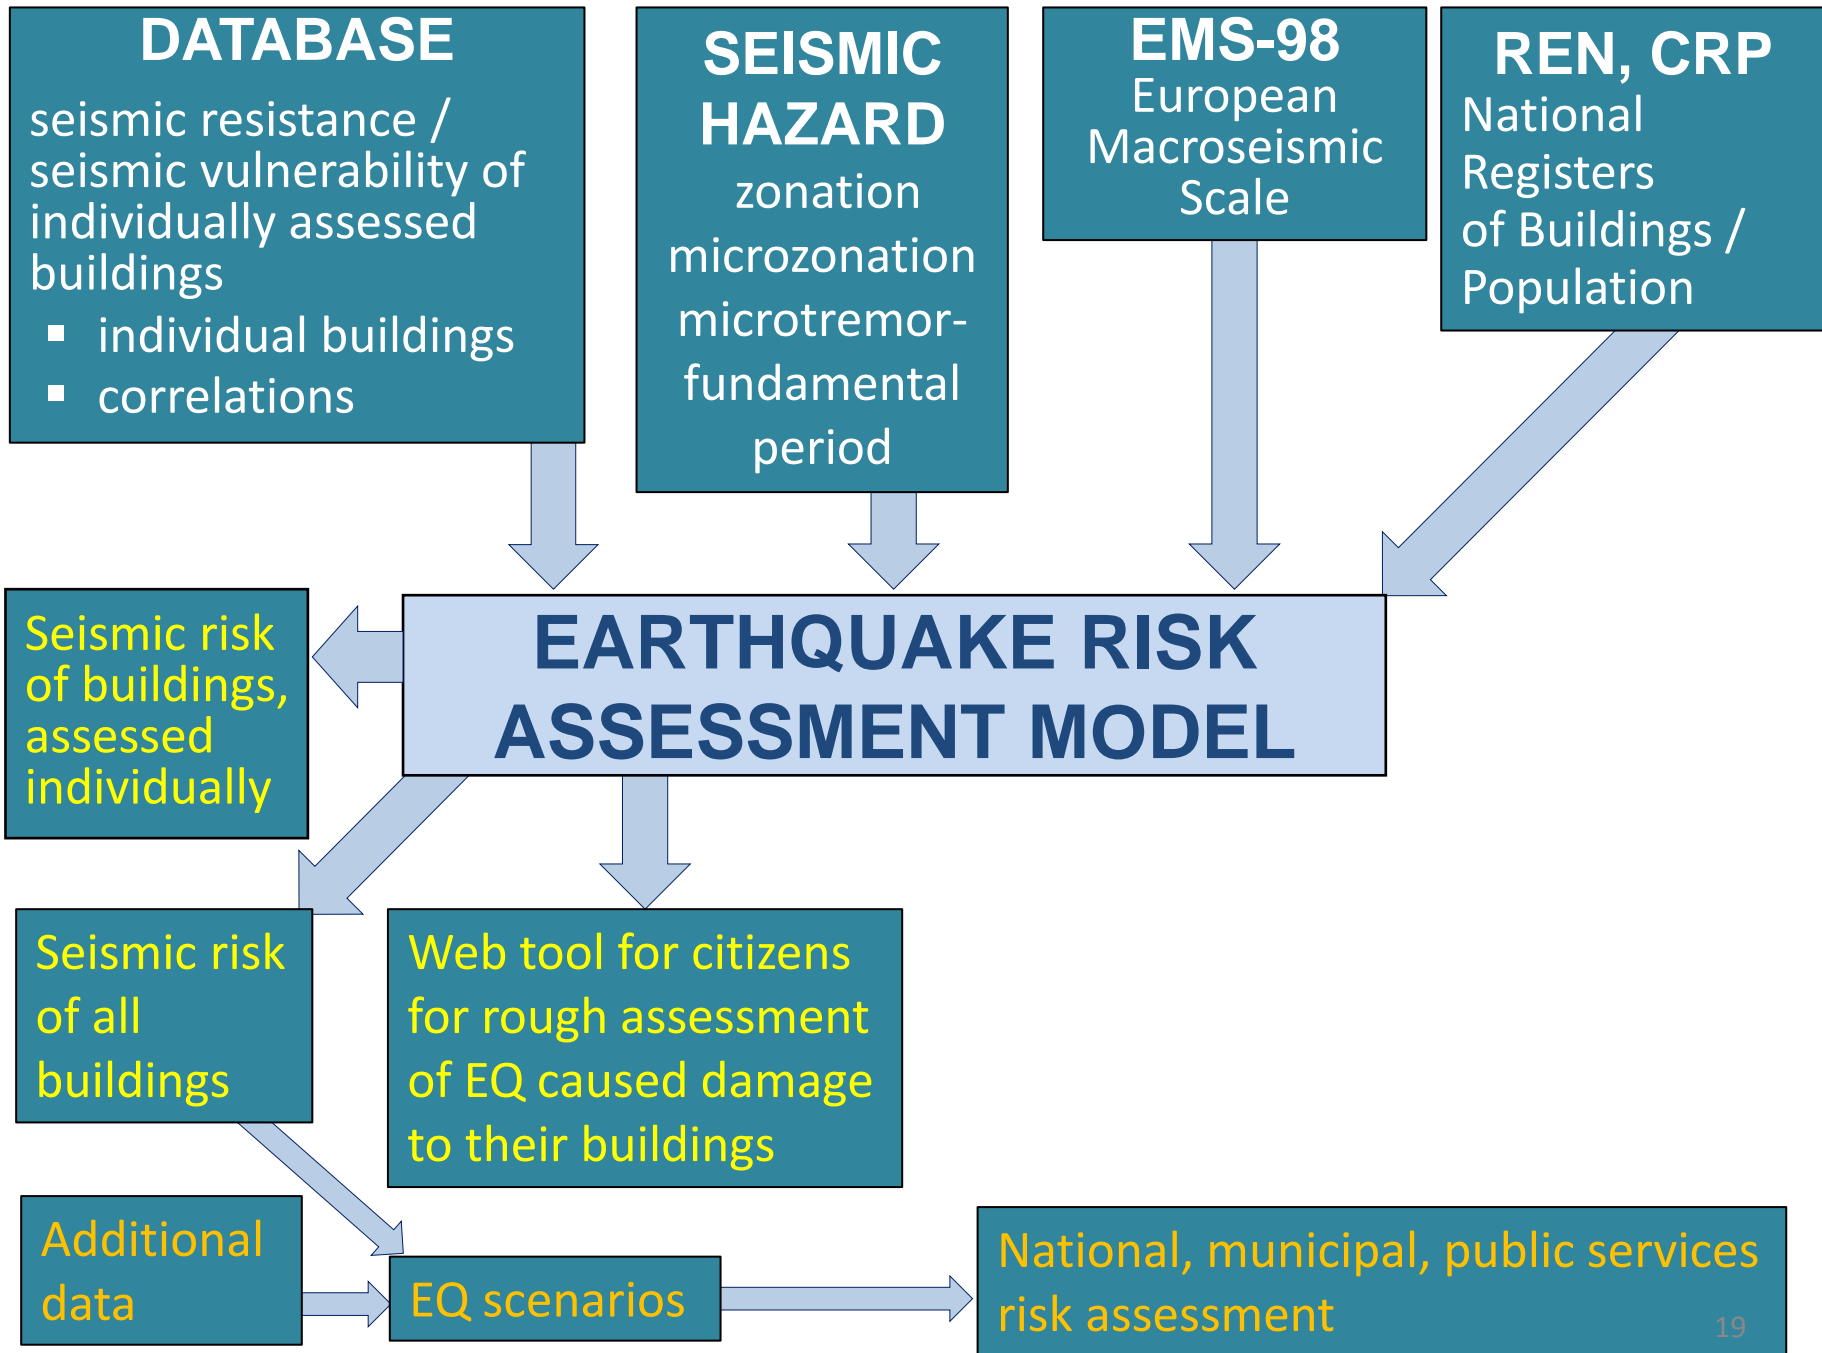 DATABASE
seismic resistance /
seismic vulnerability of
individually assessed
buildings
▪ individual buildings
▪ correlations
SEISMIC
HAZARD
zonation
microzonation
microtremor-
fundamental
period
EMS-98
European
Macroseismic
Scale
REN, CRP
National
Registers
of Buildings /
Population
EARTHQUAKE RISK
ASSESSMENT MODEL
Seismic risk
of buildings,
assessed
individually
Seismic risk
of all
buildings
Web tool for citizens
for rough assessment
of EQ caused damage
to their buildings
Additional
data
EQ scenarios
National, municipal, public services
risk assessment
19